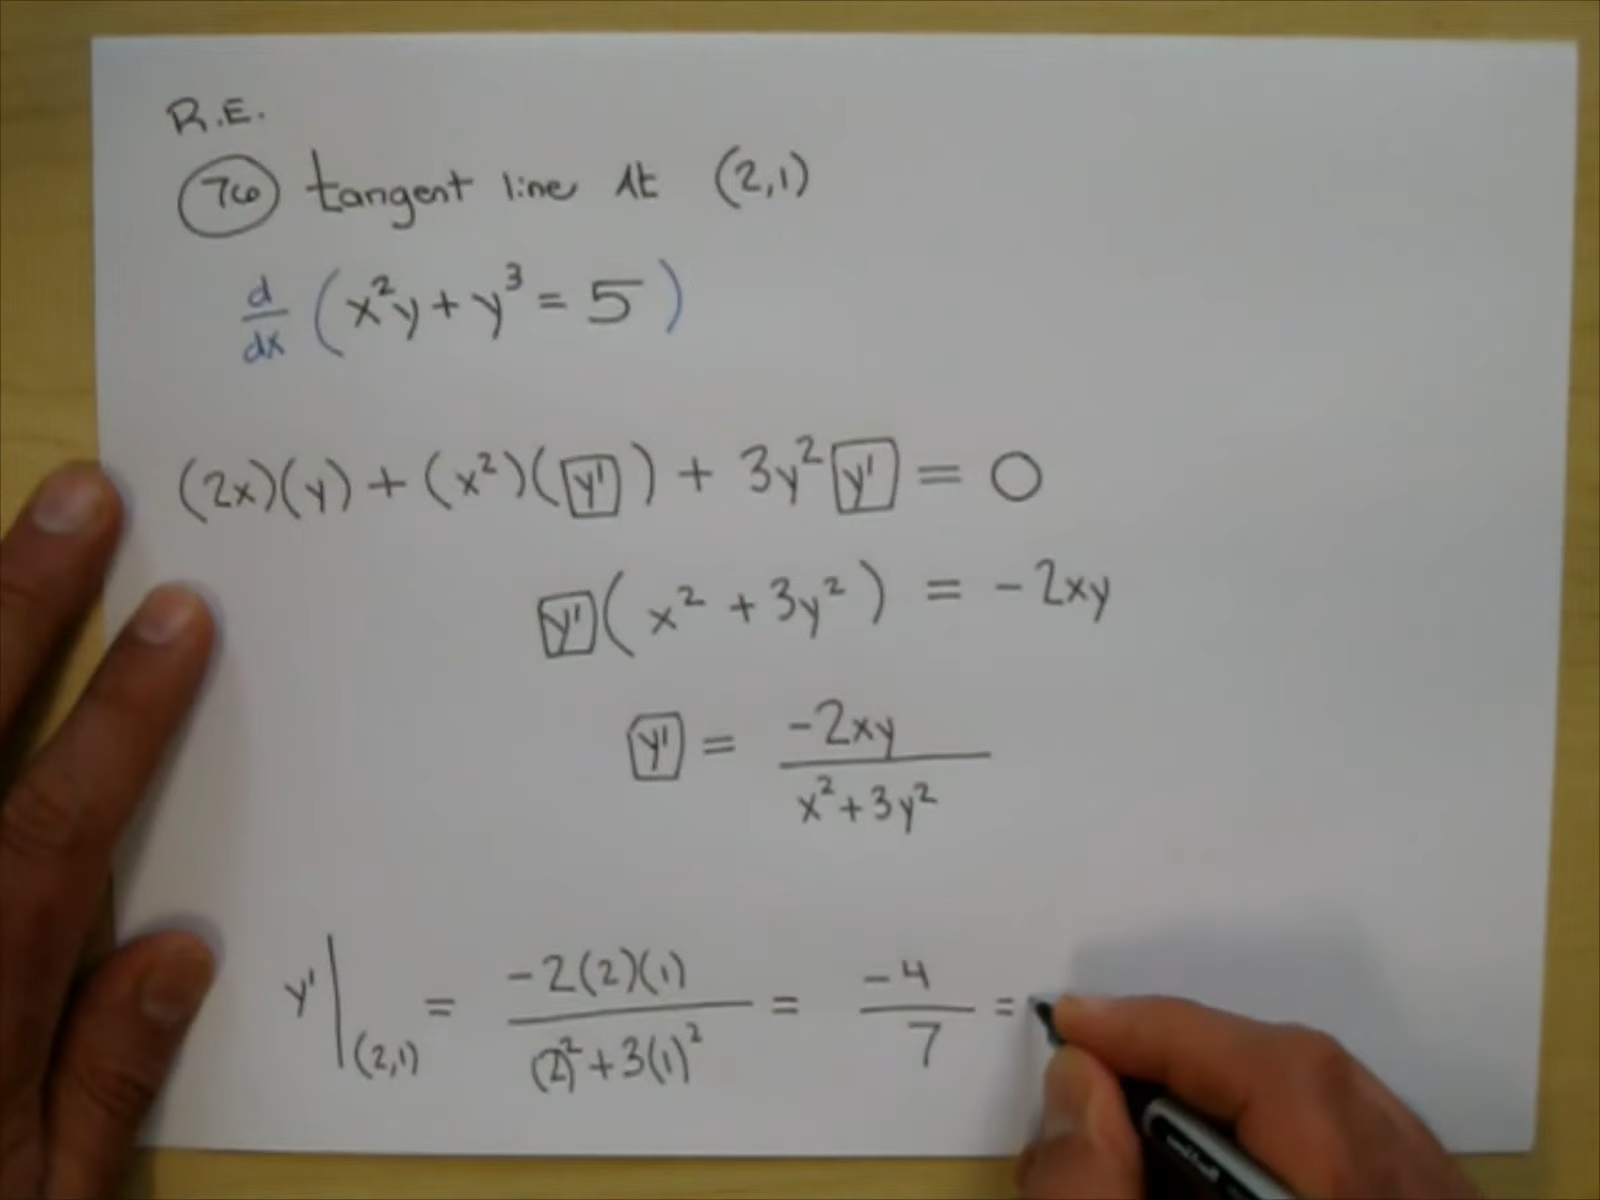 R.E.
76 tangent line at (2,1)
d/dx (x²y + y³ = 5)
(2x)(y) + (x²)(y') + 3y² y' = 0
y'(x² + 3y²) = -2xy
y' = -2xy / x² + 3y²
y' |(2,1) = -2(2)(1) / (2)² + 3(1)² = -4 / 7 =